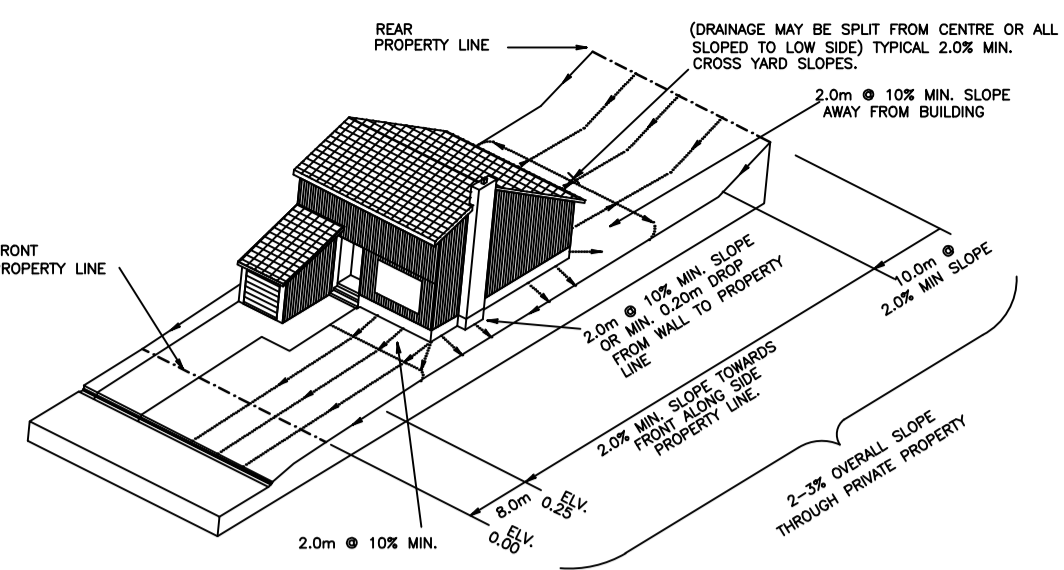 REAR
PROPERTY LINE
(DRAINAGE MAY BE SPLIT FROM CENTRE OR ALL
SLOPED TO LOW SIDE) TYPICAL 2.0% MIN.
CROSS YARD SLOPES.
2.0m @ 10% MIN. SLOPE
AWAY FROM BUILDING
RONT
ROPERTY LINE
10.0m @
2.0% MIN SLOPE
2.0m @ 10% MIN. SLOPE
OR MIN. 0.20m DROP
FROM WALL TO PROPERTY
LINE
2.0% MIN. SLOPE TOWARDS
FRONT ALONG SIDE
PROPERTY LINE.
2-3% OVERALL SLOPE
THROUGH PRIVATE PROPERTY
8.0m
ELV.
0.25
ELV.
0.00
2.0m @ 10% MIN.